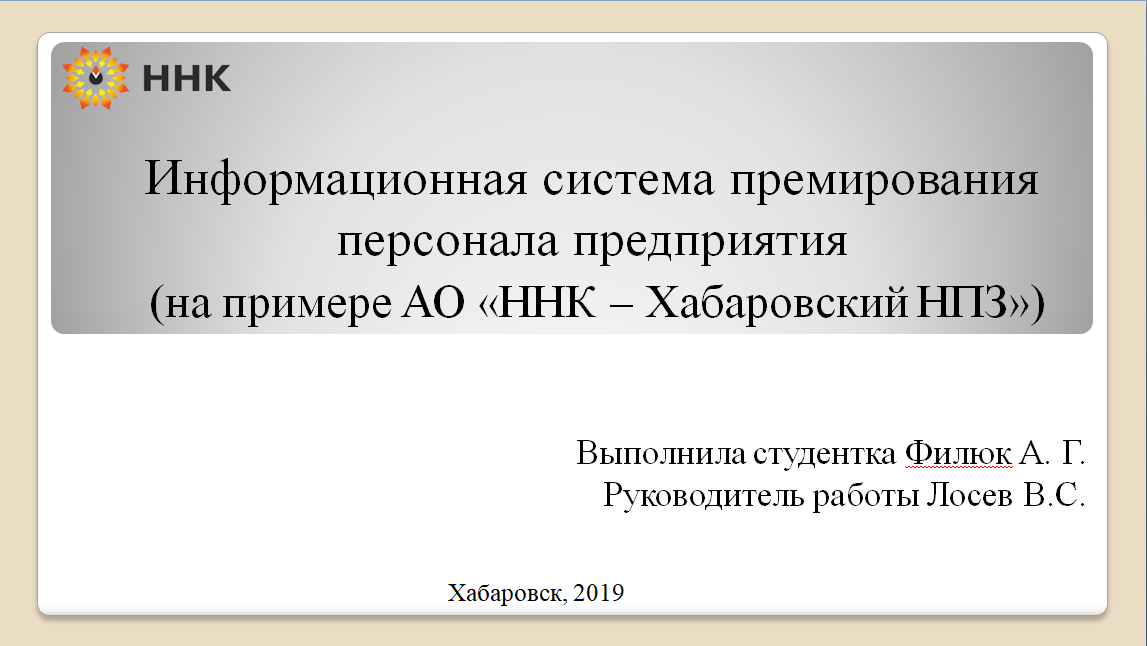 ННК
Информационная система премирования
персонала предприятия
(на примере АО «ННК – Хабаровский НПЗ»)
Выполнила студентка Филюк А. Г.
Руководитель работы Лосев В.С.
Хабаровск, 2019